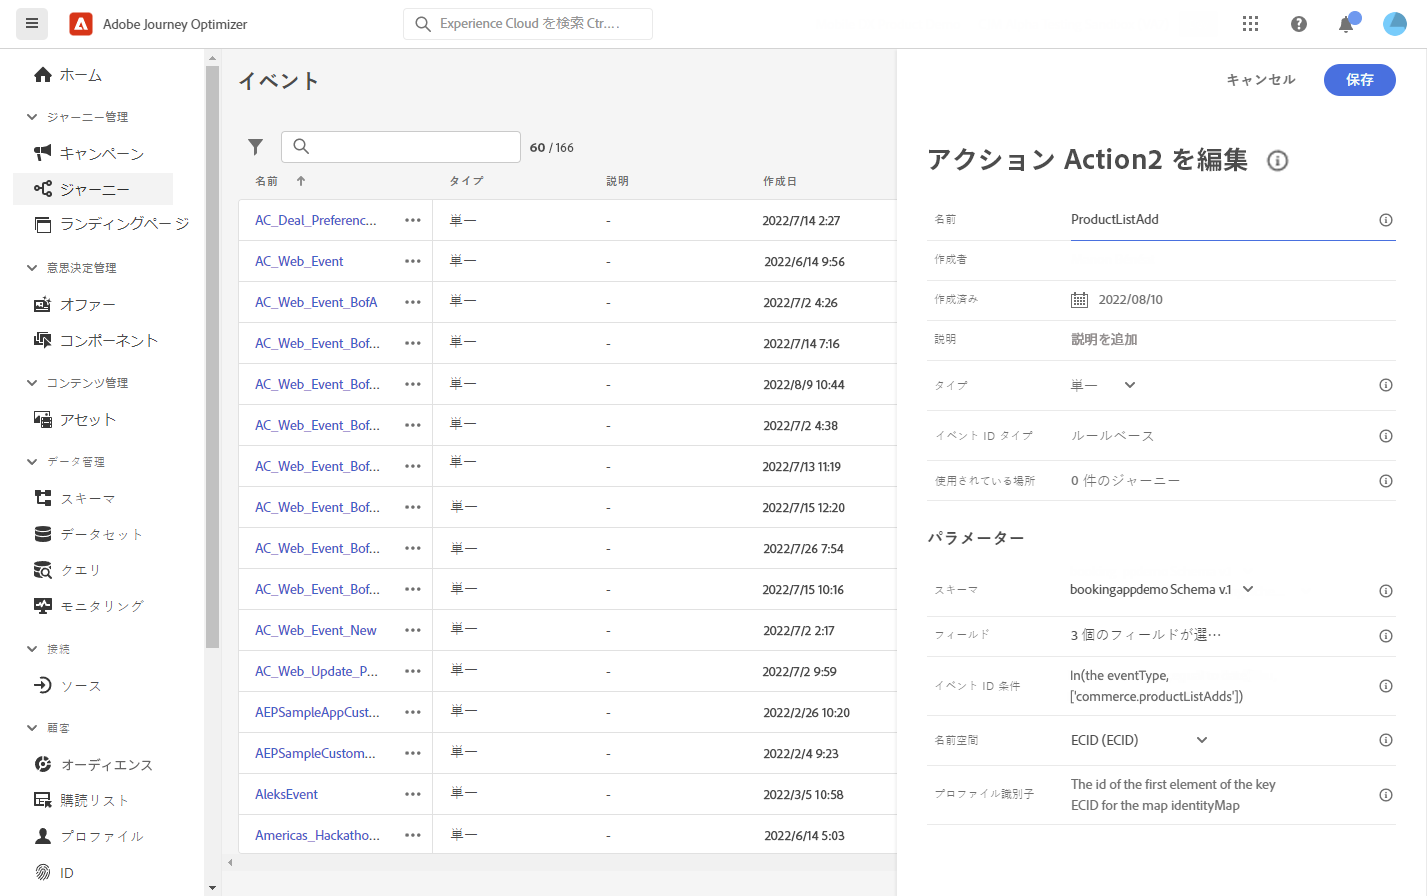 Adobe Journey Optimizer
Experience Cloud を検索 Ctr....
ホーム
ジャーニー管理
キャンペーン
ジャーニー
ランディングページ
意思決定管理
オファー
コンポーネント
コンテンツ管理
アセット
データ管理
スキーマ
データセット
クエリ
モニタリング
接続
ソース
顧客
オーディエンス
購読リスト
プロファイル
ID
イベント
60 / 166
名前 タイプ 説明 作成日
AC_Deal_Preferenc... 単一 - 2022/7/14 2:27
AC_Web_Event 単一 - 2022/6/14 9:56
AC_Web_Event_BofA 単一 - 2022/7/2 4:26
AC_Web_Event_Bof... 単一 - 2022/7/14 7:16
AC_Web_Event_Bof... 単一 - 2022/8/9 10:44
AC_Web_Event_Bof... 単一 - 2022/7/2 4:38
AC_Web_Event_Bof... 単一 - 2022/7/13 11:19
AC_Web_Event_Bof... 単一 - 2022/7/15 12:20
AC_Web_Event_Bof... 単一 - 2022/7/26 7:54
AC_Web_Event_Bof... 単一 - 2022/7/15 10:16
AC_Web_Event_New 単一 - 2022/7/2 2:17
AC_Web_Update_P... 単一 - 2022/7/2 9:59
AEPSampleAppCust... 単一 - 2022/2/26 10:20
AEPSampleCustom... 単一 - 2022/2/4 9:23
AleksEvent 単一 - 2022/3/5 10:58
Americas_Hackatho... 単一 - 2022/6/14 5:03
キャンセル 保存
アクション Action2 を編集
名前 ProductListAdd
作成者
作成済み 2022/08/10
説明 説明を追加
タイプ 単一
イベント ID タイプ ルールベース
使用されている場所 0 件のジャーニー
パラメーター
スキーマ bookingappdemo Schema v.1
フィールド 3 個のフィールドが選…
イベント ID 条件 In(the eventType,
['commerce.productListAdds'])
名前空間 ECID (ECID)
プロファイル識別子 The id of the first element of the key
ECID for the map identityMap